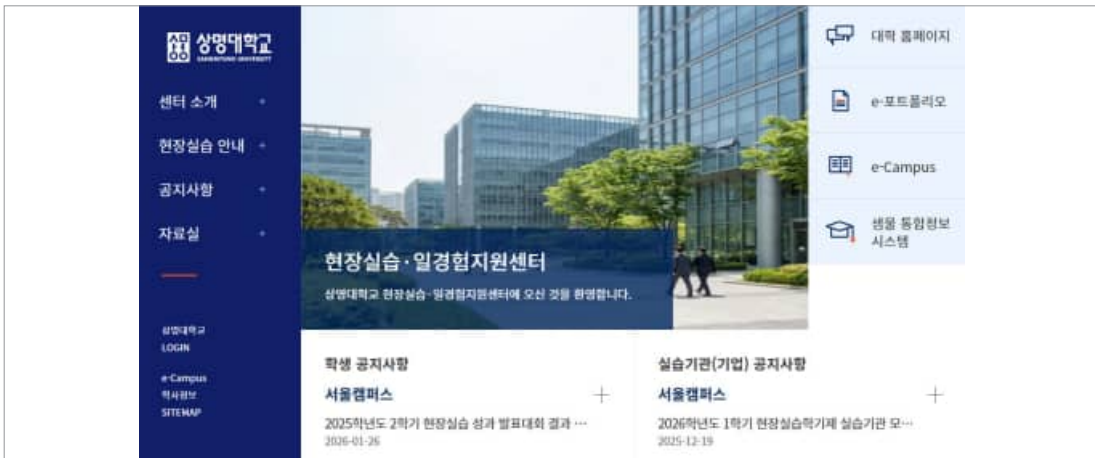 상명대학교
SANGMYUNG UNIVERSITY
센터 소개
현장실습 안내
공지사항
자료실
상명대학교
LOGIN
e-Campus
학사정보
SITEMAP
현장실습·일경험지원센터
상명대학교 현장실습·일경험지원센터에 오신 것을 환영합니다.
대학 홈페이지
e-포트폴리오
e-Campus
샘물 통합정보
시스템
학생 공지사항
서울캠퍼스
2025학년도 2학기 현장실습 성과 발표대회 결과 …
2026-01-26
실습기관(기업) 공지사항
서울캠퍼스
2026학년도 1학기 현장실습학기제 실습기관 모…
2025-12-19